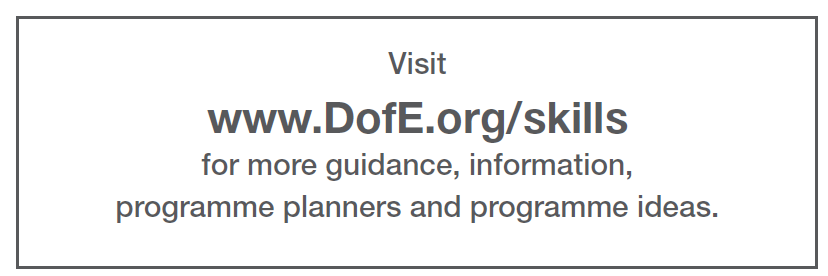 Visit
www.DofE.org/skills
for more guidance, information,
programme planners and programme ideas.